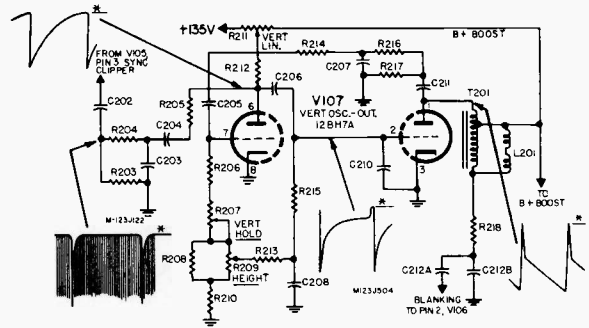 *
+135V
R211
VERT
LIN.
R214
R216
B+ BOOST
FROM V105,
PIN 3 SYNC
CLIPPER
R212
C206
C207
R217
C211
T201
C202
R205
C205
6
V107
VERT OSC.-OUT.
12BH7A
R204
C204
7
2
L201
C203
8
C210
3
R203
R206
R215
TO
B+ BOOST
M-123J122
*
R207
VERT
HOLD
*
R218
*
R208
R209
HEIGHT
R213
C208
M123J504
C212A
C212B
R210
BLANKING
TO PIN 2, V106